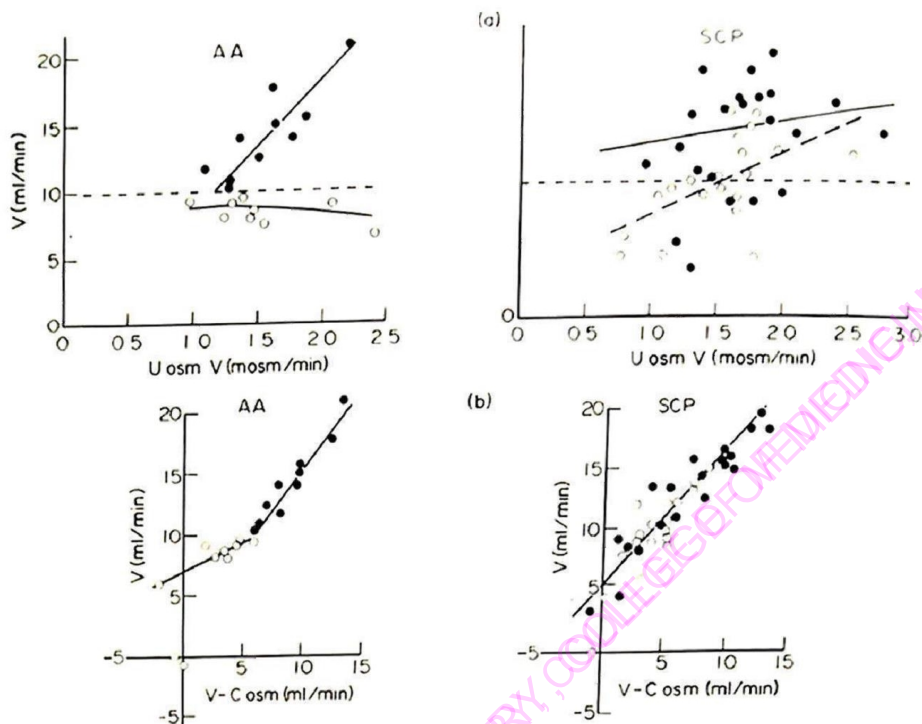 (a)
AA
SCP
20
15
10
5
0
0
V (ml/min)
0 0 5 1 0 1 5 2 0 2 5
0 0 5 1 0 1 5 2 0 2 5 3 0
U osm V (mosm/min)
U osm V (mosm/min)
(b)
AA
SCP
20
15
10
5
-5
-5
V (ml/min)
5 10 15
V-C osm (ml/min)
20
15
10
5
-5
-5
V (ml/min)
5 10 15
V-C osm (ml/min)